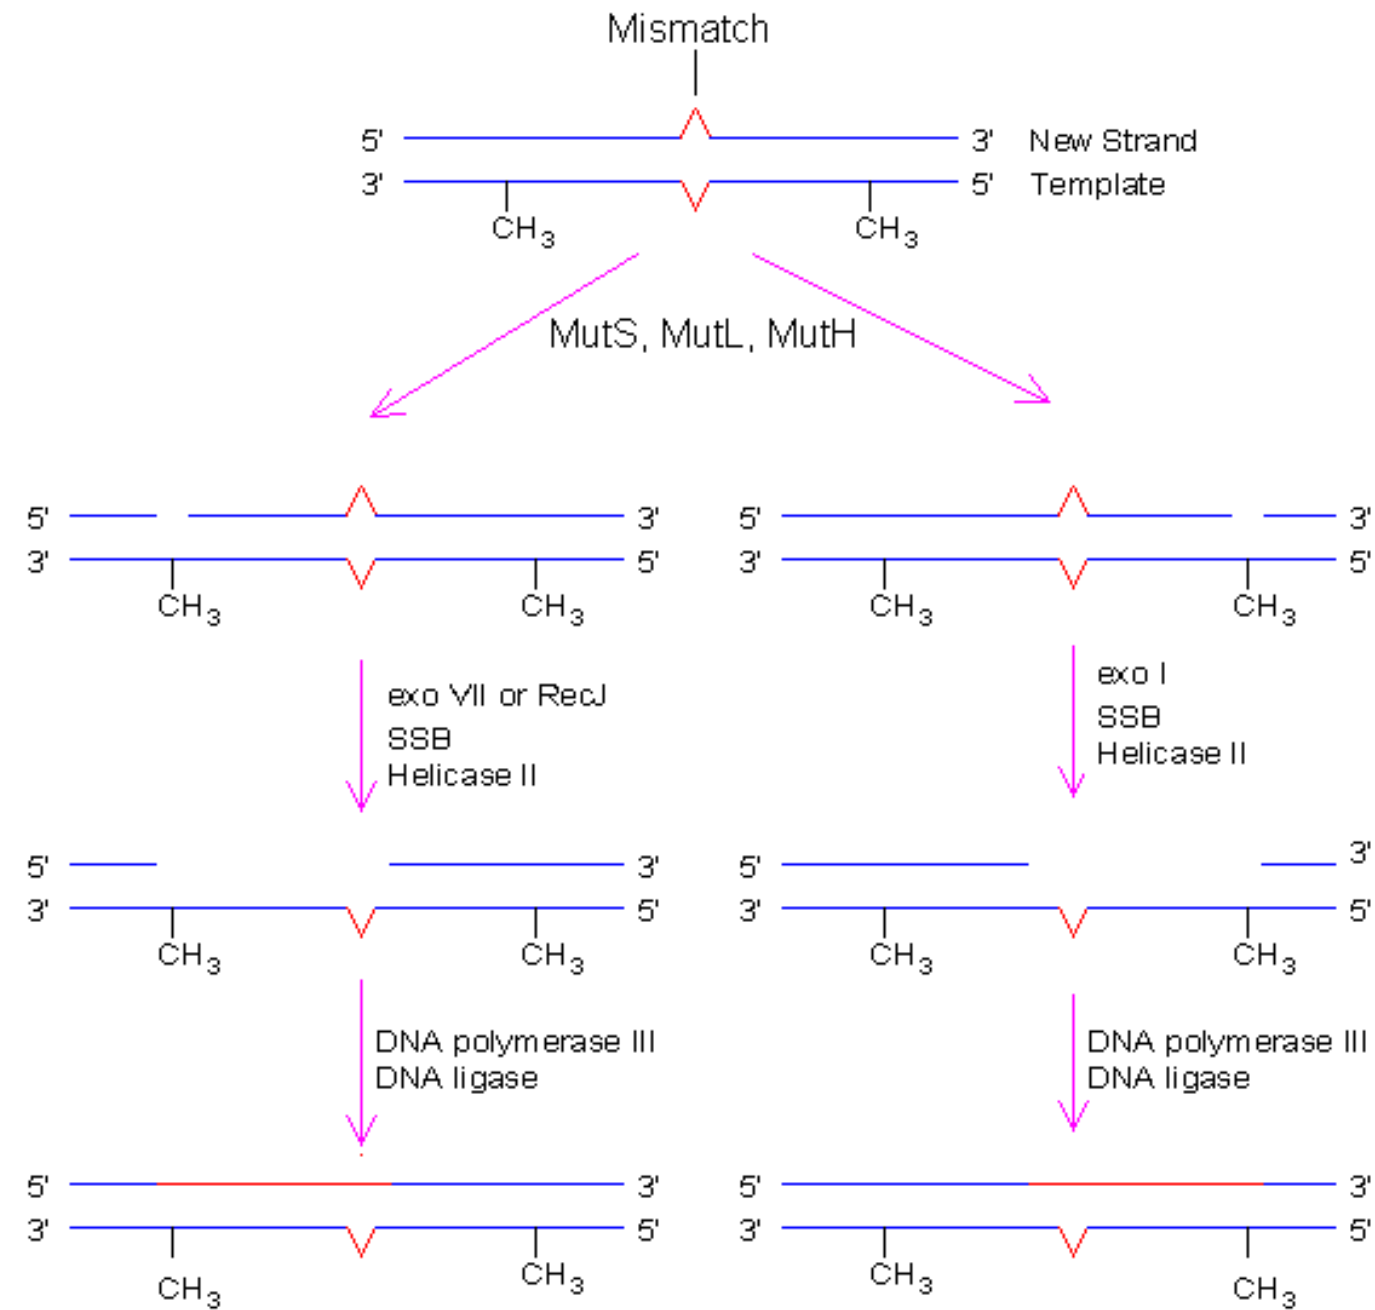 Mismatch
5' 3' New Strand
3' 5' Template
CH3 CH3
MutS, MutL, MutH
5' 3' 5' 3'
3' 5' 3' 5'
CH3 CH3 CH3 CH3
exo VII or RecJ
SSB
Helicase II
exo I
SSB
Helicase II
5' 3' 5' 3'
3' 5' 3' 5'
CH3 CH3 CH3 CH3
DNA polymerase III
DNA ligase
DNA polymerase III
DNA ligase
5' 3' 5' 3'
3' 5' 3' 5'
CH3 CH3 CH3 CH3